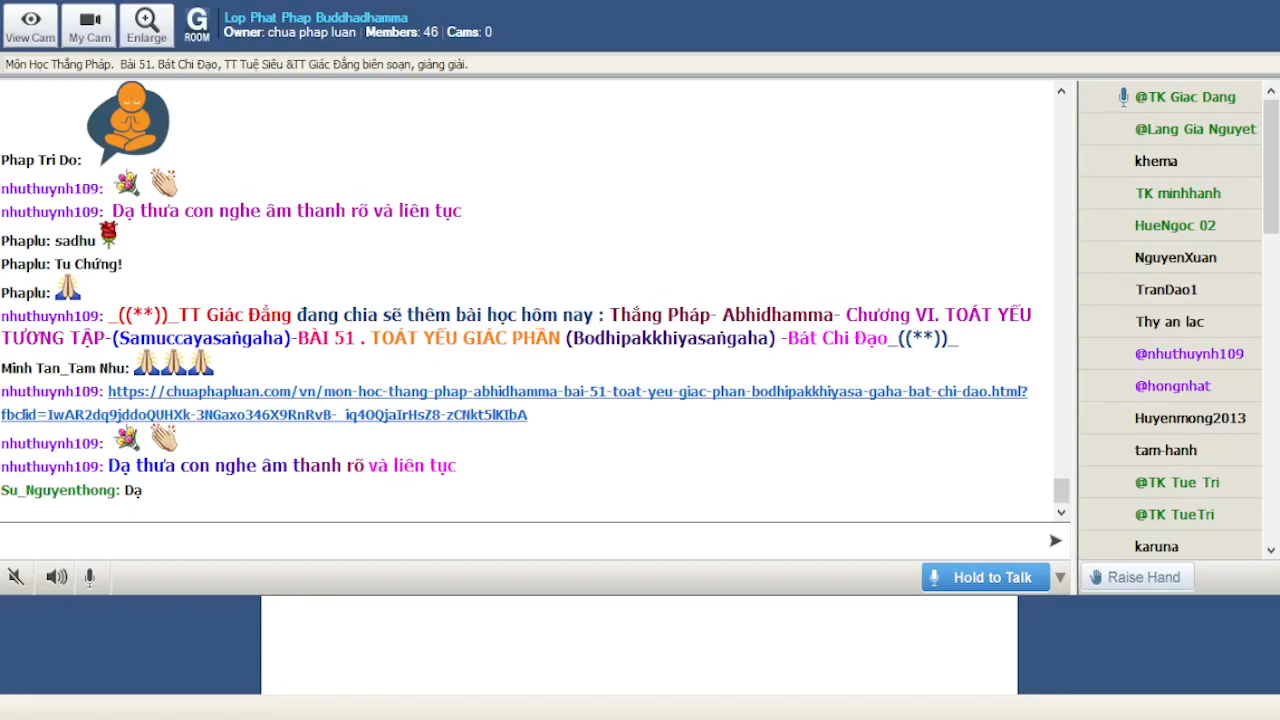 View Cam
My Cam
Enlarge
G
ROOM
Lop Phat Phap Buddhadhamma
Owner: chua phap luan | Members: 46 | Cams: 0
Môn Học Thắng Pháp. Bài 51. Bát Chi Đạo, TT Tuệ Siêu &TT Giác Đẳng biên soạn, giảng giải.
Phap Tri Do:
nhuthuynh109:
nhuthuynh109: Dạ thưa con nghe âm thanh rõ và liên tục
Phaplu: sadhu
Phaplu: Tu Chứng!
Phaplu:
nhuthuynh109: _((**))_TT Giác Đẳng đang chia sẽ thêm bài học hôm nay : Thắng Pháp- Abhidhamma- Chương VI. TOÁT YẾU
TƯƠNG TẬP-(Samuccayasaṅgaha)-BÀI 51 . TOÁT YẾU GIÁC PHẦN (Bodhipakkhiyasaṅgaha) -Bát Chi Đạo_((**))_
Minh Tan_Tam Nhu:
nhuthuynh109: https://chuaphapluan.com/vn/mon-hoc-thang-phap-abhidhamma-bai-51-toat-yeu-giac-phan-bodhipakkhiyasa-gaha-bat-chi-dao.html?
fbclid=IwAR2dq9jddoQUHXk-3NGaxo346X9RnRvB-_iq4OQjaIrHsZ8-zCNkt5lKIbA
nhuthuynh109:
nhuthuynh109: Dạ thưa con nghe âm thanh rõ và liên tục
Su_Nguyenthong: Dạ
Hold to Talk
@TK Giac Dang
@Lang Gia Nguyet
khema
TK minhhanh
HueNgoc 02
NguyenXuan
TranDao1
Thy an lac
@nhuthuynh109
@hongnhat
Huyenmong2013
tam-hanh
@TK Tue Tri
@TK TueTri
karuna
Raise Hand